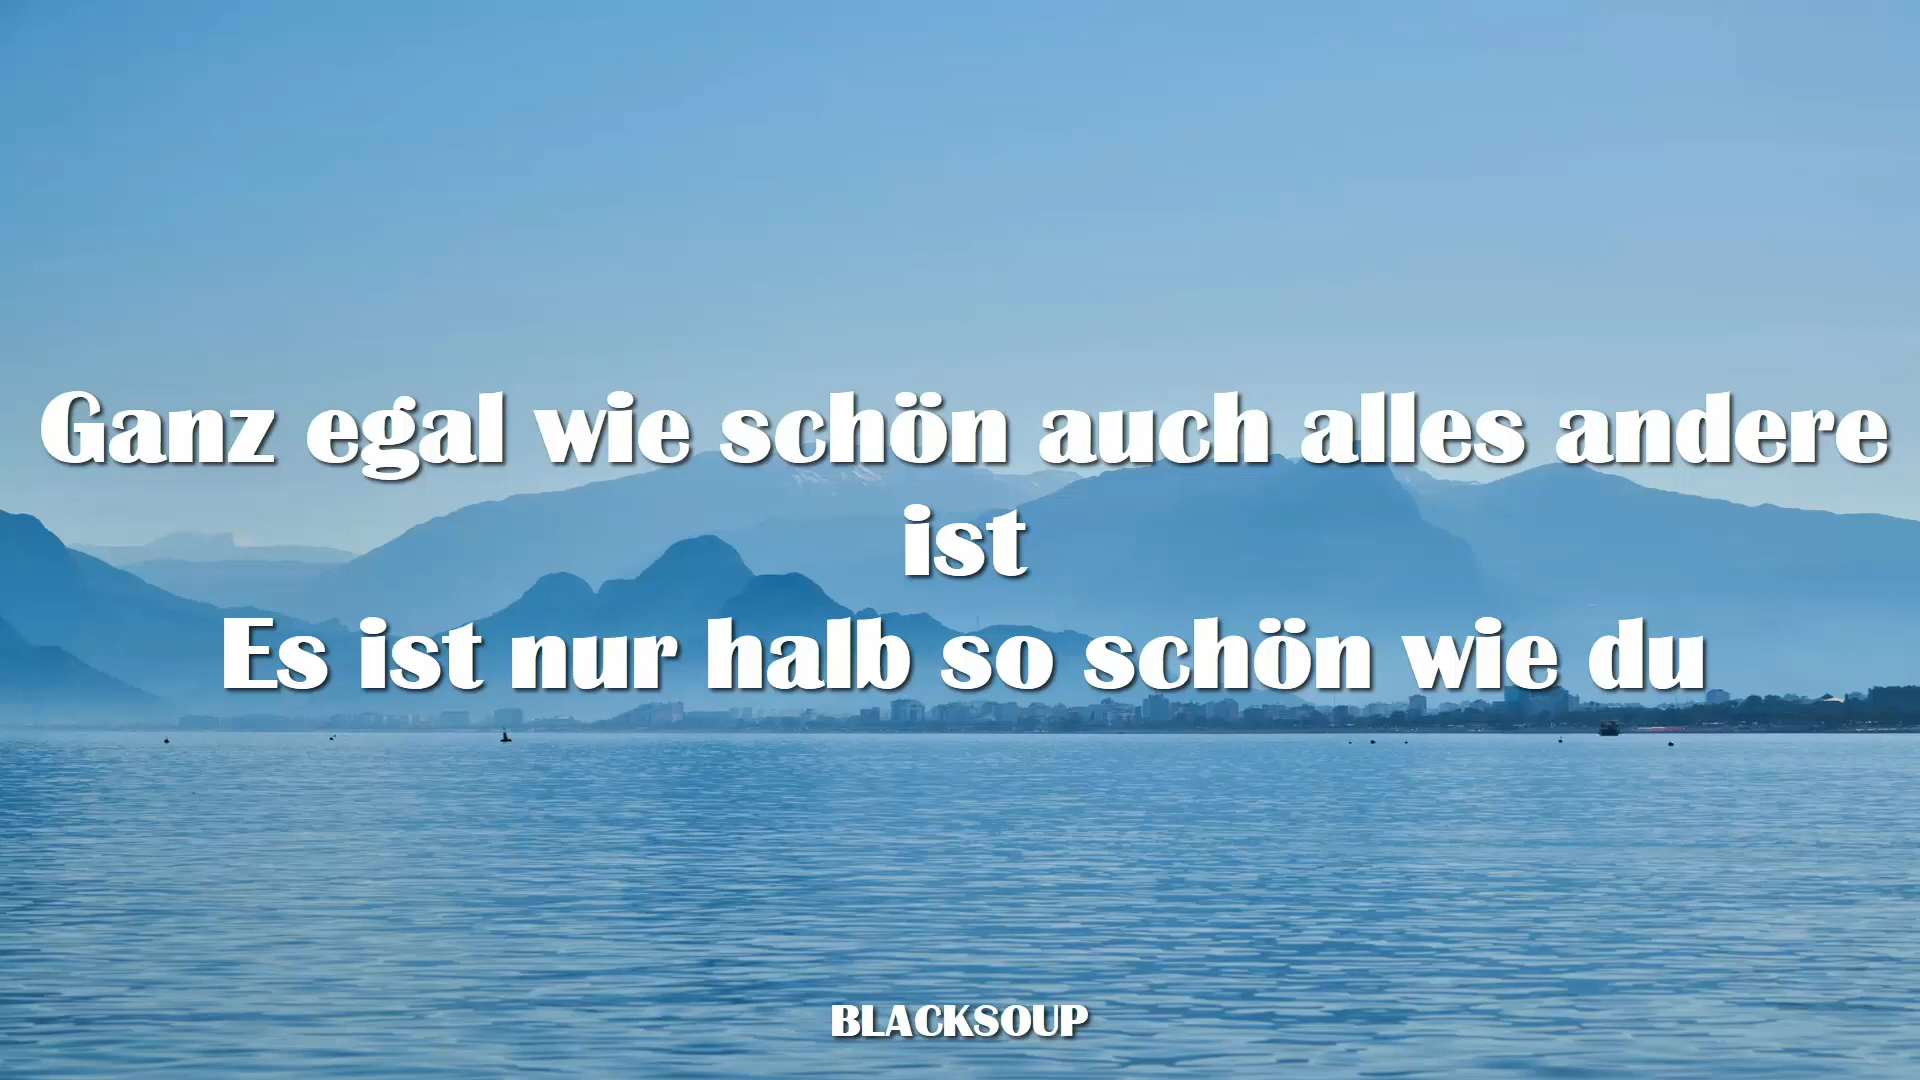 Ganz egal wie schön auch alles andere
ist
Es ist nur halb so schön wie du
BLACKSOUP